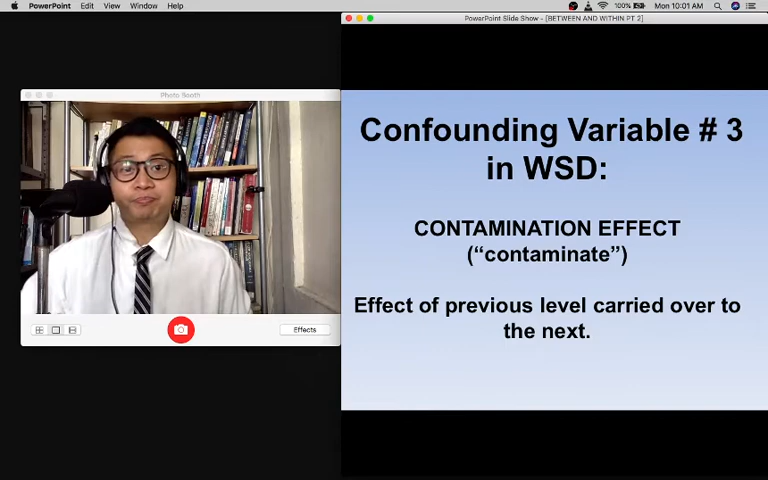 PowerPoint Edit View Window Help
100% Mon 10:01 AM
PowerPoint Slide Show - [BETWEEN AND WITHIN PT 2]
Photo Booth
Confounding Variable # 3
in WSD:
CONTAMINATION EFFECT
(“contaminate”)
Effect of previous level carried over to
the next.
Effects